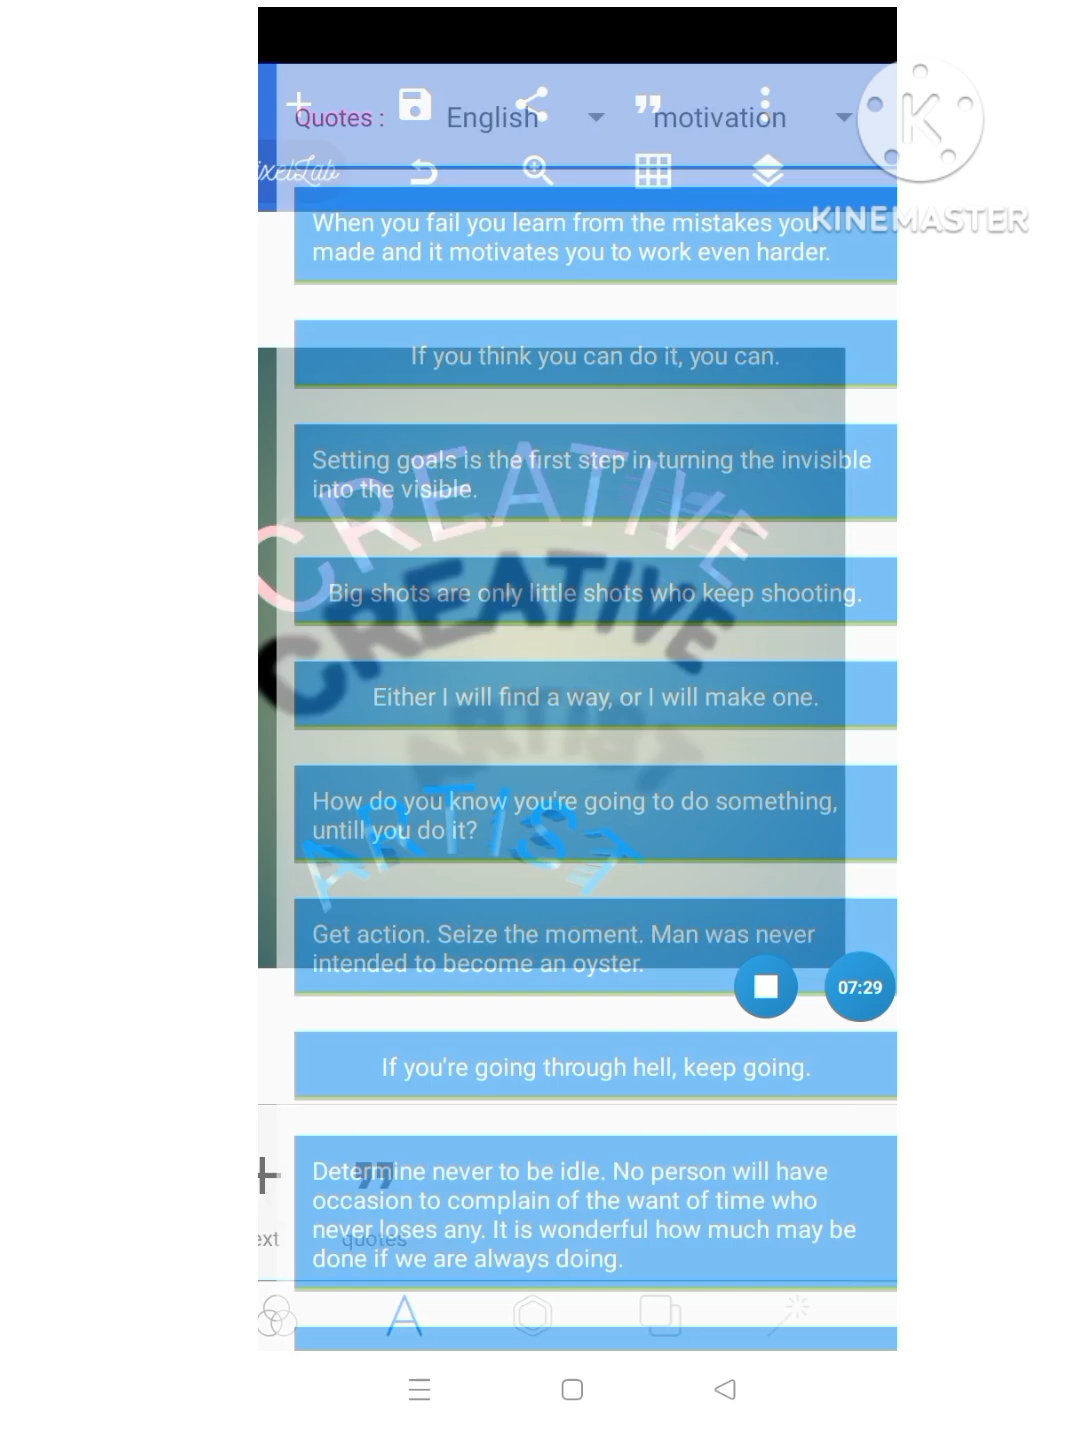 Quotes : English motivation
ixelLab
KINEMASTER
When you fail you learn from the mistakes you
made and it motivates you to work even harder.
If you think you can do it, you can.
Setting goals is the first step in turning the invisible
into the visible.
CREATIVE
CREATIVE
Big shots are only little shots who keep shooting.
Either I will find a way, or I will make one.
ARTIST
How do you know you're going to do something,
untill you do it?
ARTIST
Get action. Seize the moment. Man was never
intended to become an oyster.
07:29
If you're going through hell, keep going.
Determine never to be idle. No person will have
occasion to complain of the want of time who
never loses any. It is wonderful how much may be
done if we are always doing.
ext quotes